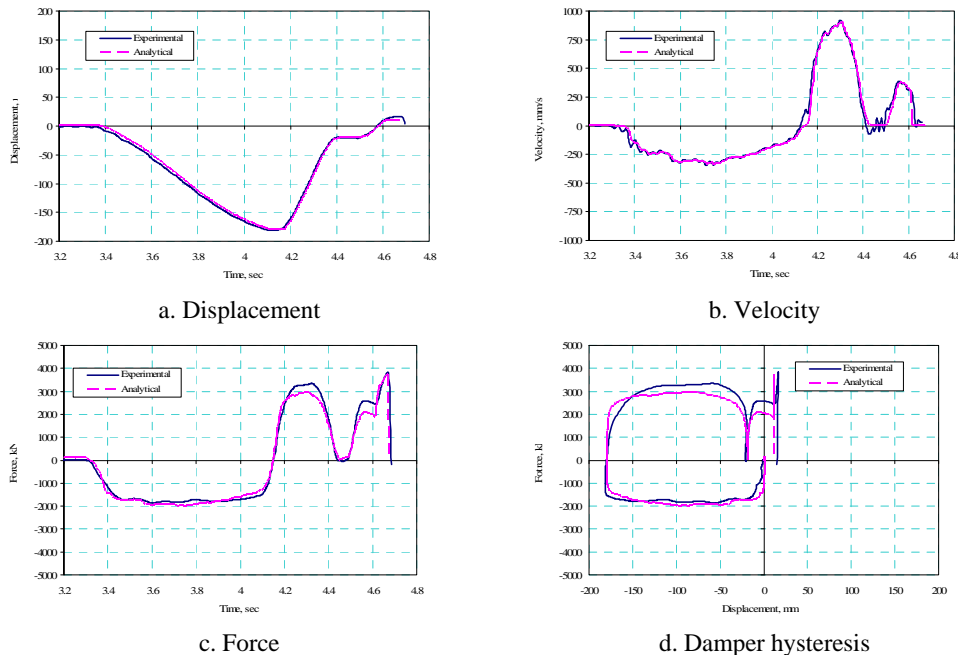 200
150
100
50
0
-50
-100
-150
-200
3.2 3.4 3.6 3.8 4 4.2 4.4 4.6 4.8
Time, sec
Experimental
Analytical
a. Displacement
1000
750
500
250
0
-250
-500
-750
-1000
3.2 3.4 3.6 3.8 4 4.2 4.4 4.6 4.8
Time, sec
Velocity, mm/s
Experimental
Analytical
b. Velocity
5000
4000
3000
2000
1000
0
-1000
-2000
-3000
-4000
-5000
3.2 3.4 3.6 3.8 4 4.2 4.4 4.6 4.8
Time, sec
Force, kN
Experimental
Analytical
c. Force
5000
4000
3000
2000
1000
0
-1000
-2000
-3000
-4000
-5000
-200 -150 -100 -50 0 50 100 150 200
Displacement, mm
Force,
Experimental
Analytical
d. Damper hysteresis